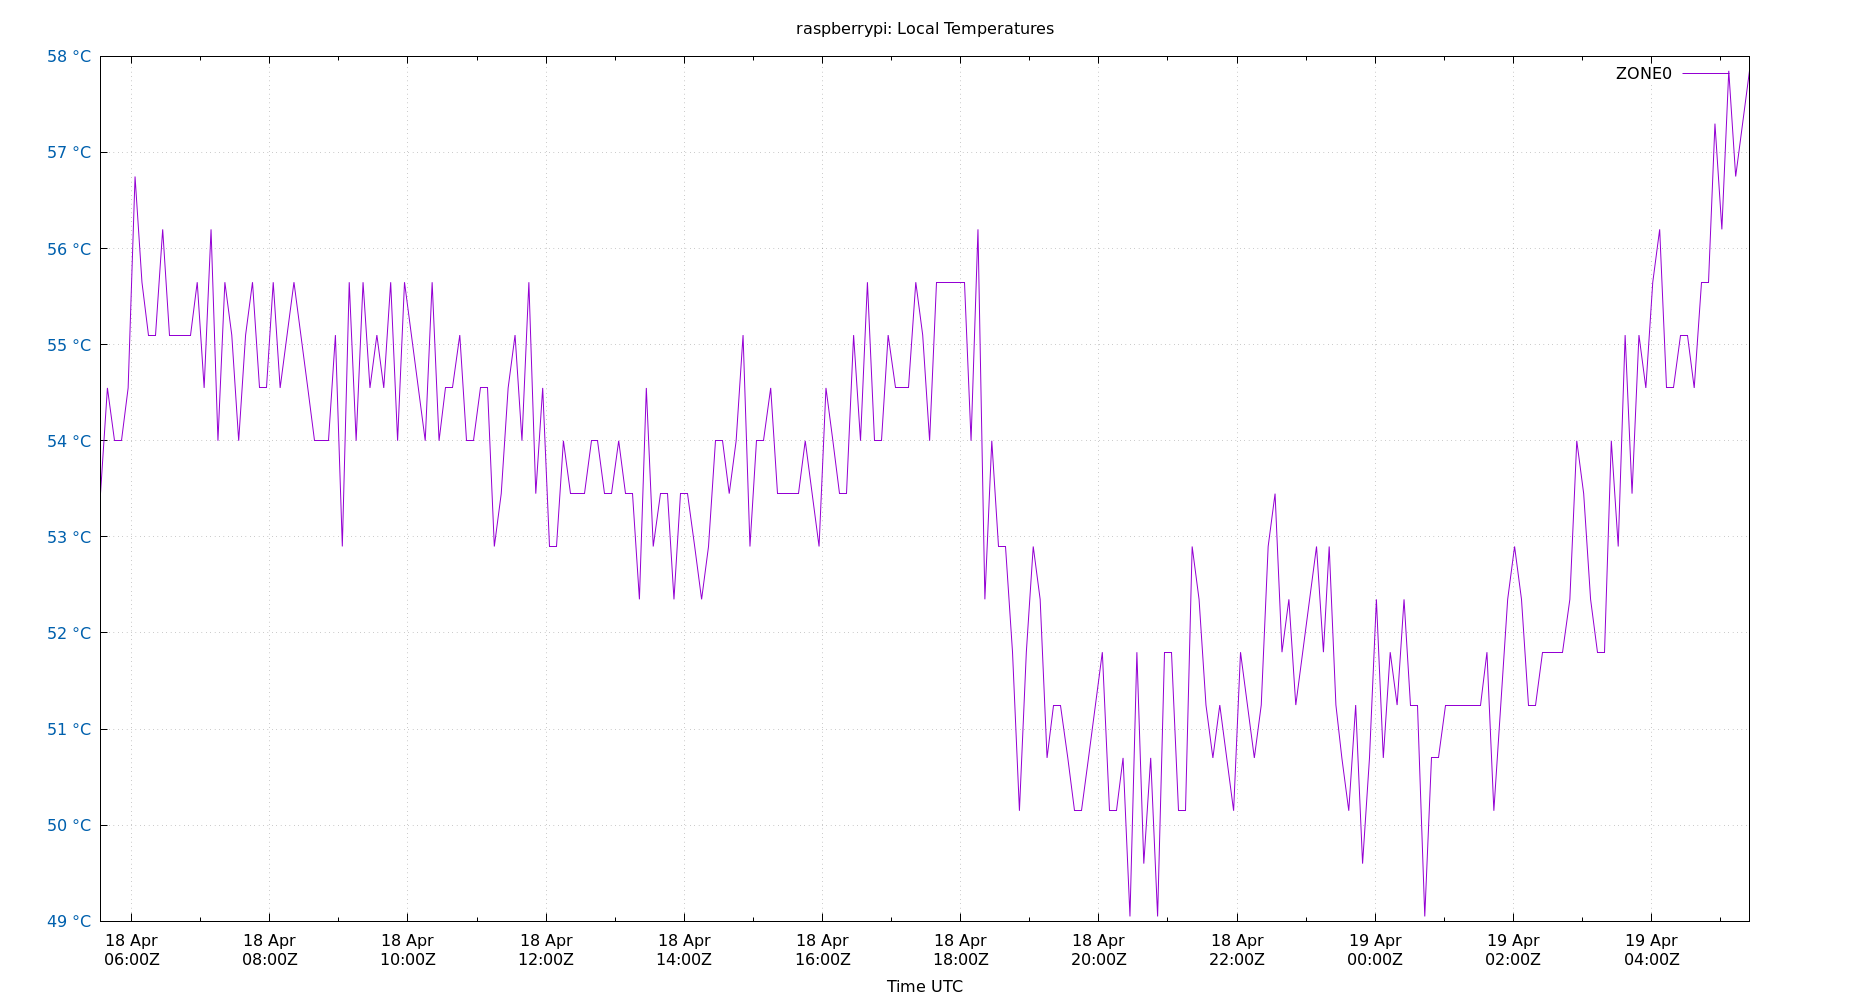 raspberrypi: Local Temperatures
58 °C
ZONE0
57 °C
56 °C
55 °C
54 °C
53 °C
52 °C
51 °C
50 °C
49 °C
18 Apr 18 Apr 18 Apr 18 Apr 18 Apr 18 Apr 18 Apr 18 Apr 18 Apr 19 Apr 19 Apr 19 Apr
06:00Z 08:00Z 10:00Z 12:00Z 14:00Z 16:00Z 18:00Z 20:00Z 22:00Z 00:00Z 02:00Z 04:00Z
Time UTC